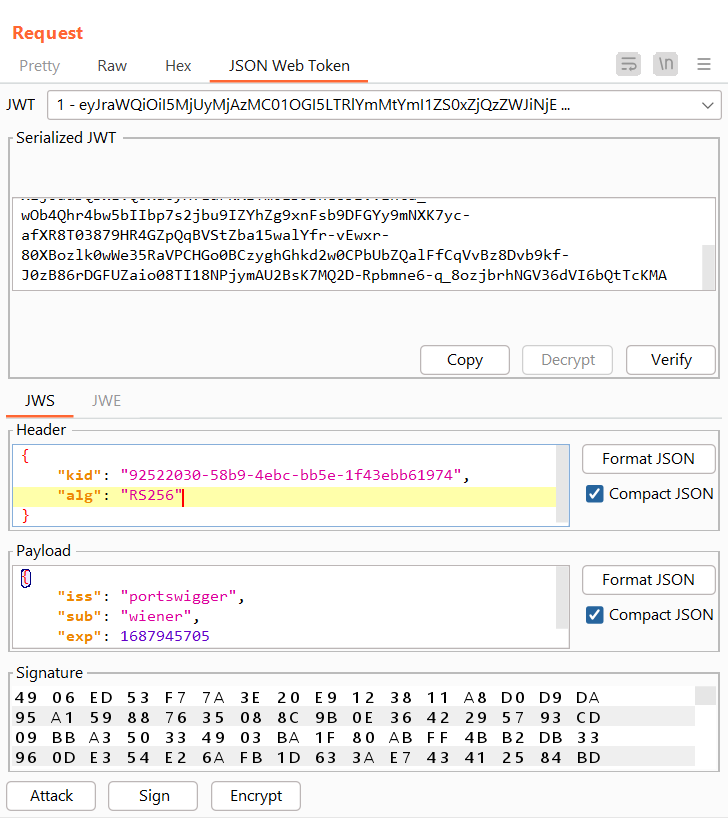 Request
Pretty Raw Hex JSON Web Token \n
JWT 1 - eyJraWQiOiI5MjUyMjAzMC01OGI5LTRlYmMtYmI1ZS0xZjQzZWJiNjE ...
Serialized JWT
wOb4Qhr4bw5bIIbp7s2jbu9IZYhZg9xnFsb9DFGYy9mNXK7yc-
afXR8T03879HR4GZpQqBVStZba15walYfr-vEwxr-
80XBozlk0wWe35RaVPCHGo0BCzyghGhkd2w0CPbUbZQalFfCqVvBz8Dvb9kf-
J0zB86rDGFUZaio08TI18NPjymAU2BsK7MQ2D-Rpbmne6-q_8ozjbrhNGV36dVI6bQtTcKMA
Copy Decrypt Verify
JWS JWE
Header
{
"kid": "92522030-58b9-4ebc-bb5e-1f43ebb61974",
"alg": "RS256"
}
Format JSON
Compact JSON
Payload
{
"iss": "portswigger",
"sub": "wiener",
"exp": 1687945705
Format JSON
Compact JSON
Signature
49 06 ED 53 F7 7A 3E 20 E9 12 38 11 A8 D0 D9 DA
95 A1 59 88 76 35 08 8C 9B 0E 36 42 29 57 93 CD
09 BB A3 50 33 49 03 BA 1F 80 AB FF 4B B2 DB 33
96 0D E3 54 E2 6A FB 1D 63 3A E7 43 41 25 84 BD
Attack Sign Encrypt